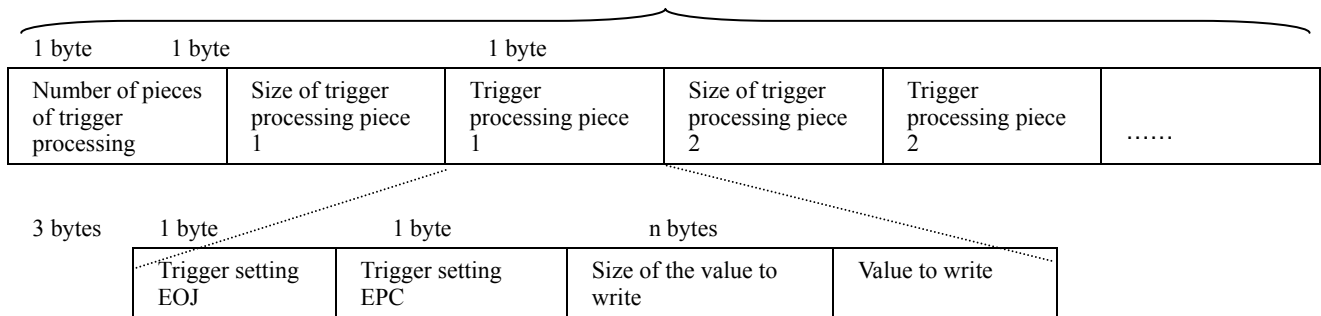 1 byte 1 byte 1 byte
Number of pieces of trigger processing
Size of trigger processing piece 1
Trigger processing piece 1
Size of trigger processing piece 2
Trigger processing piece 2
……
3 bytes 1 byte 1 byte n bytes
Trigger setting EOJ
Trigger setting EPC
Size of the value to write
Value to write